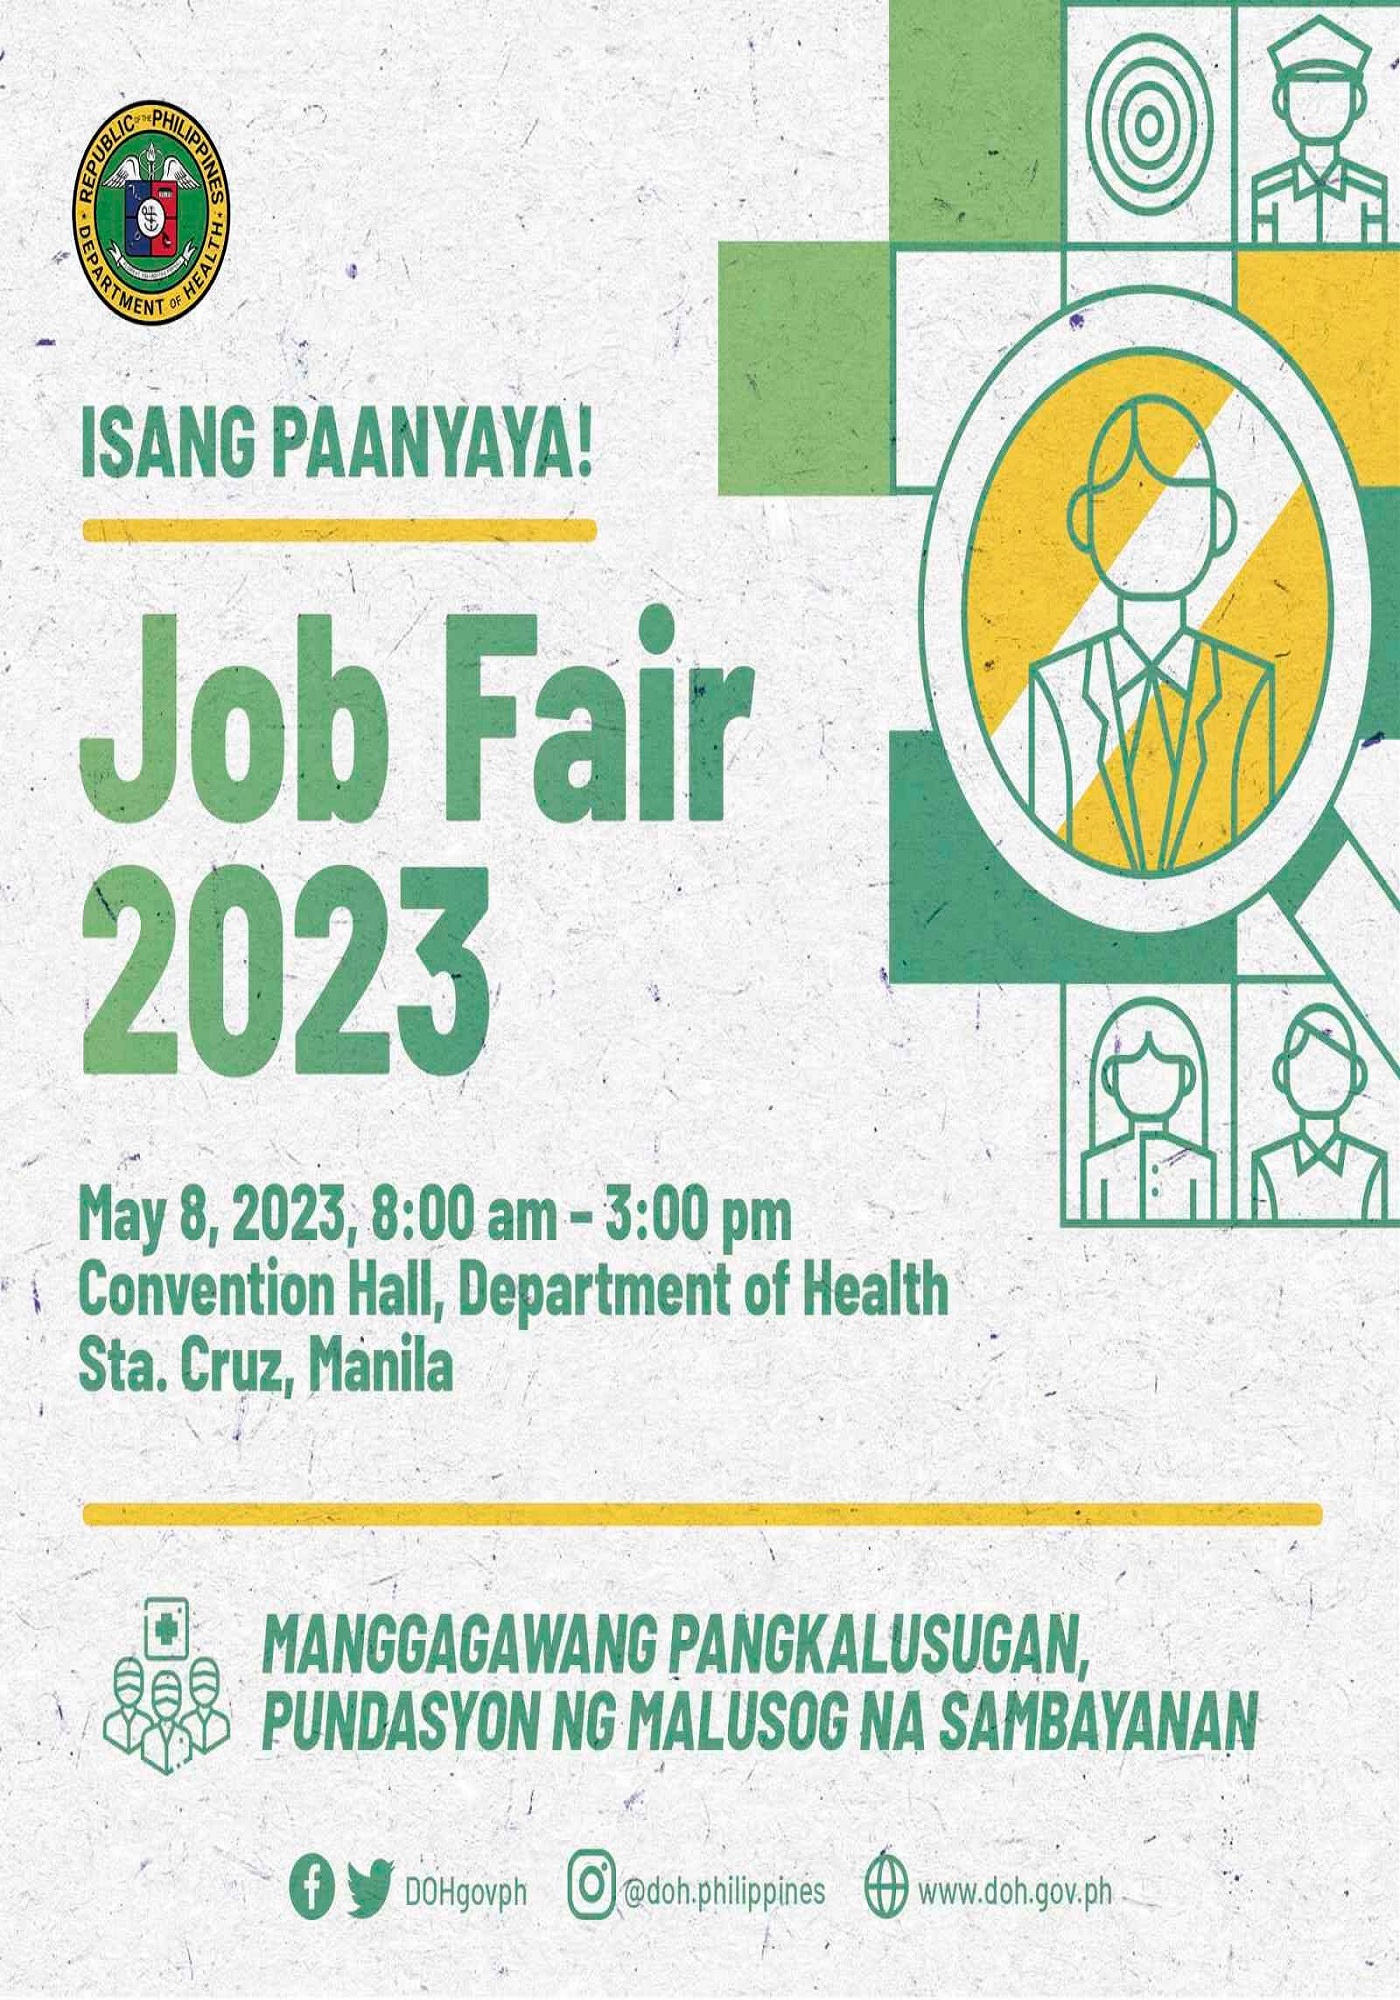 REPUBLIC OF THE PHILIPPINES
DEPARTMENT OF HEALTH
ISANG PAANYAYA!
Job Fair
2023
May 8, 2023, 8:00 am – 3:00 pm
Convention Hall, Department of Health
Sta. Cruz, Manila
MANGGAGAWANG PANGKALUSUGAN,
PUNDASYON NG MALUSOG NA SAMBAYANAN
DOHgovph @doh.philippines www.doh.gov.ph